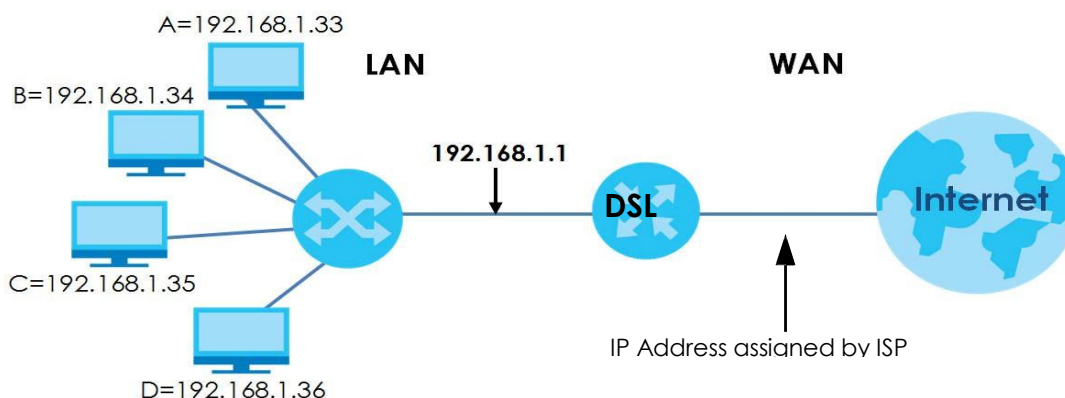 A=192.168.1.33
LAN
WAN
B=192.168.1.34
192.168.1.1
DSL
Internet
C=192.168.1.35
IP Address assigned by ISP
D=192.168.1.36